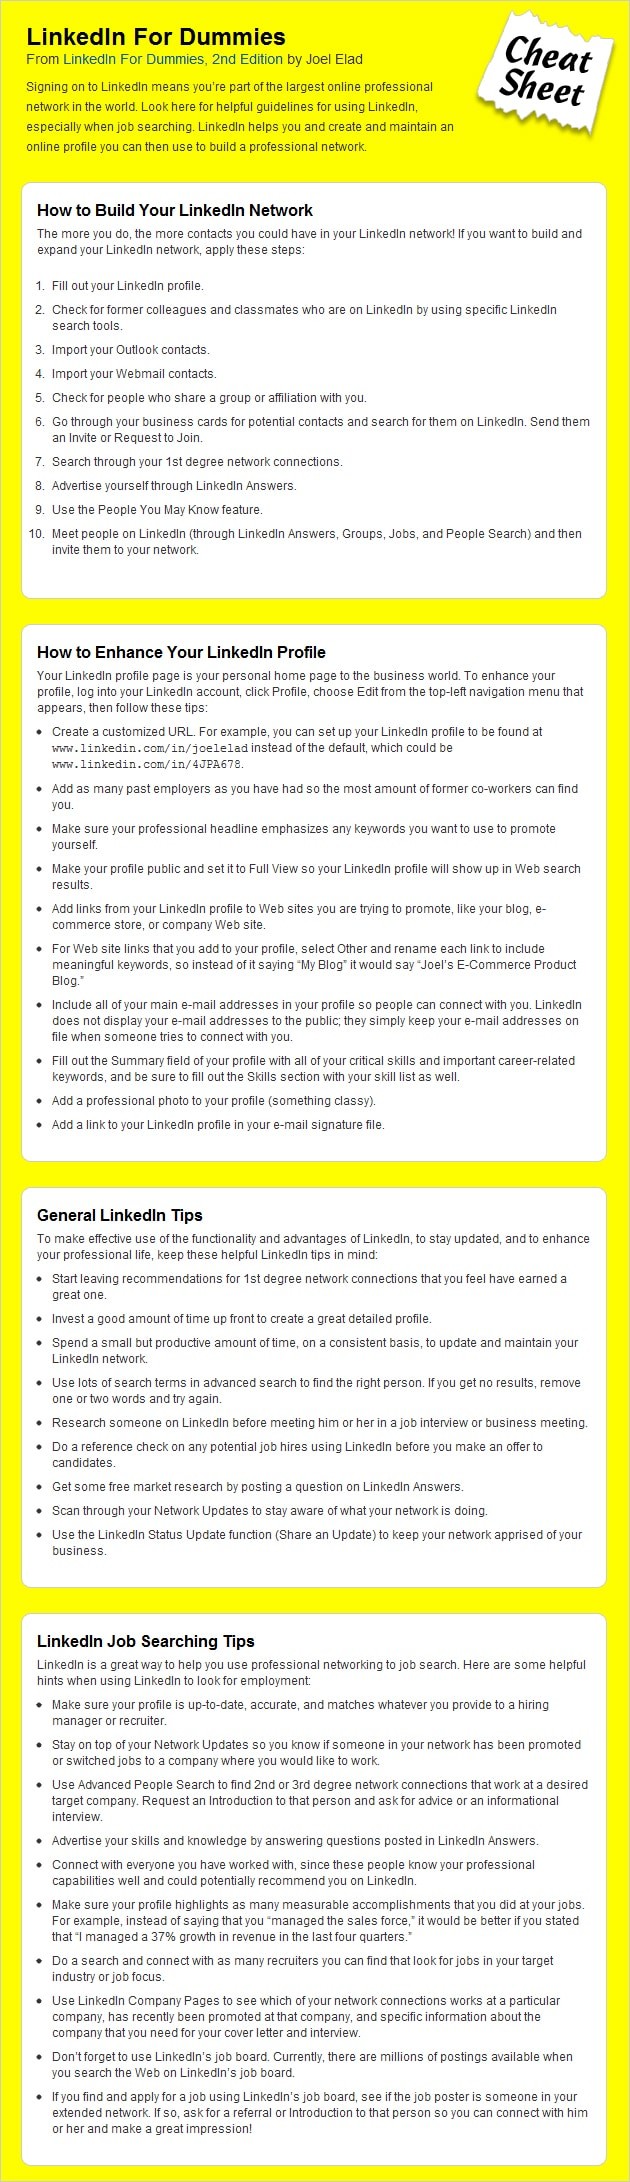 LinkedIn For Dummies
From LinkedIn For Dummies, 2nd Edition by Joel Elad
Cheat
Sheet
Signing on to LinkedIn means you're part of the largest online professional
network in the world. Look here for helpful guidelines for using LinkedIn,
especially when job searching. LinkedIn helps you and create and maintain an
online profile you can then use to build a professional network.
How to Build Your LinkedIn Network
The more you do, the more contacts you could have in your LinkedIn network! If you want to build and
expand your LinkedIn network, apply these steps:
1. Fill out your LinkedIn profile.
2. Check for former colleagues and classmates who are on LinkedIn by using specific LinkedIn
search tools.
3. Import your Outlook contacts.
4. Import your Webmail contacts.
5. Check for people who share a group or affiliation with you.
6. Go through your business cards for potential contacts and search for them on LinkedIn. Send them
an Invite or Request to Join.
7. Search through your 1st degree network connections.
8. Advertise yourself through LinkedIn Answers.
9. Use the People You May Know feature.
10. Meet people on LinkedIn (through LinkedIn Answers, Groups, Jobs, and People Search) and then
invite them to your network.
How to Enhance Your LinkedIn Profile
Your LinkedIn profile page is your personal home page to the business world. To enhance your
profile, log into your LinkedIn account, click Profile, choose Edit from the top-left navigation menu that
appears, then follow these tips:
• Create a customized URL. For example, you can set up your LinkedIn profile to be found at
www.linkedin.com/in/joelelad instead of the default, which could be
www.linkedin.com/in/4JPA678.
• Add as many past employers as you have had so the most amount of former co-workers can find
you.
• Make sure your professional headline emphasizes any keywords you want to use to promote
yourself.
• Make your profile public and set it to Full View so your LinkedIn profile will show up in Web search
results.
• Add links from your LinkedIn profile to Web sites you are trying to promote, like your blog, e-
commerce store, or company Web site.
• For Web site links that you add to your profile, select Other and rename each link to include
meaningful keywords, so instead of it saying “My Blog” it would say “Joel's E-Commerce Product
Blog.”
• Include all of your main e-mail addresses in your profile so people can connect with you. LinkedIn
does not display your e-mail addresses to the public; they simply keep your e-mail addresses on
file when someone tries to connect with you.
• Fill out the Summary field of your profile with all of your critical skills and important career-related
keywords, and be sure to fill out the Skills section with your skill list as well.
• Add a professional photo to your profile (something classy).
• Add a link to your LinkedIn profile in your e-mail signature file.
General LinkedIn Tips
To make effective use of the functionality and advantages of LinkedIn, to stay updated, and to enhance
your professional life, keep these helpful LinkedIn tips in mind:
• Start leaving recommendations for 1st degree network connections that you feel have earned a
great one.
• Invest a good amount of time up front to create a great detailed profile.
• Spend a small but productive amount of time, on a consistent basis, to update and maintain your
LinkedIn network.
• Use lots of search terms in advanced search to find the right person. If you get no results, remove
one or two words and try again.
• Research someone on LinkedIn before meeting him or her in a job interview or business meeting.
• Do a reference check on any potential job hires using LinkedIn before you make an offer to
candidates.
• Get some free market research by posting a question on LinkedIn Answers.
• Scan through your Network Updates to stay aware of what your network is doing.
• Use the LinkedIn Status Update function (Share an Update) to keep your network apprised of your
business.
LinkedIn Job Searching Tips
LinkedIn is a great way to help you use professional networking to job search. Here are some helpful
hints when using LinkedIn to look for employment:
• Make sure your profile is up-to-date, accurate, and matches whatever you provide to a hiring
manager or recruiter.
• Stay on top of your Network Updates so you know if someone in your network has been promoted
or switched jobs to a company where you would like to work.
• Use Advanced People Search to find 2nd or 3rd degree network connections that work at a desired
target company. Request an Introduction to that person and ask for advice or an informational
interview.
• Advertise your skills and knowledge by answering questions posted in LinkedIn Answers.
• Connect with everyone you have worked with, since these people know your professional
capabilities well and could potentially recommend you on LinkedIn.
• Make sure your profile highlights as many measurable accomplishments that you did at your jobs.
For example, instead of saying that you “managed the sales force,” it would be better if you stated
that “I managed a 37% growth in revenue in the last four quarters.”
• Do a search and connect with as many recruiters you can find that look for jobs in your target
industry or job focus.
• Use LinkedIn Company Pages to see which of your network connections works at a particular
company, has recently been promoted at that company, and specific information about the
company that you need for your cover letter and interview.
• Don't forget to use LinkedIn's job board. Currently, there are millions of postings available when
you search the Web on LinkedIn's job board.
• If you find and apply for a job using LinkedIn's job board, see if the job poster is someone in your
extended network. If so, ask for a referral or Introduction to that person so you can connect with him
or her and make a great impression!